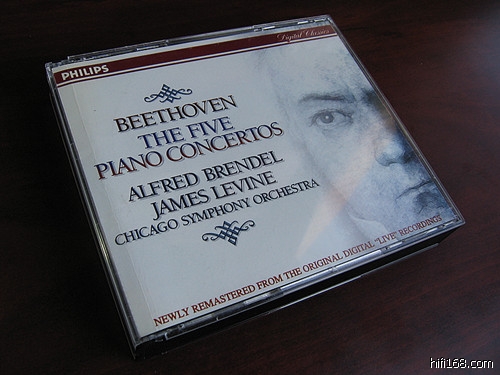 PHILIPS
Digital Classics
BEETHOVEN
THE FIVE
PIANO CONCERTOS
ALFRED BRENDEL
JAMES LEVINE
CHICAGO SYMPHONY ORCHESTRA
NEWLY REMASTERED FROM THE ORIGINAL DIGITAL "LIVE" RECORDINGS
hifi168.com